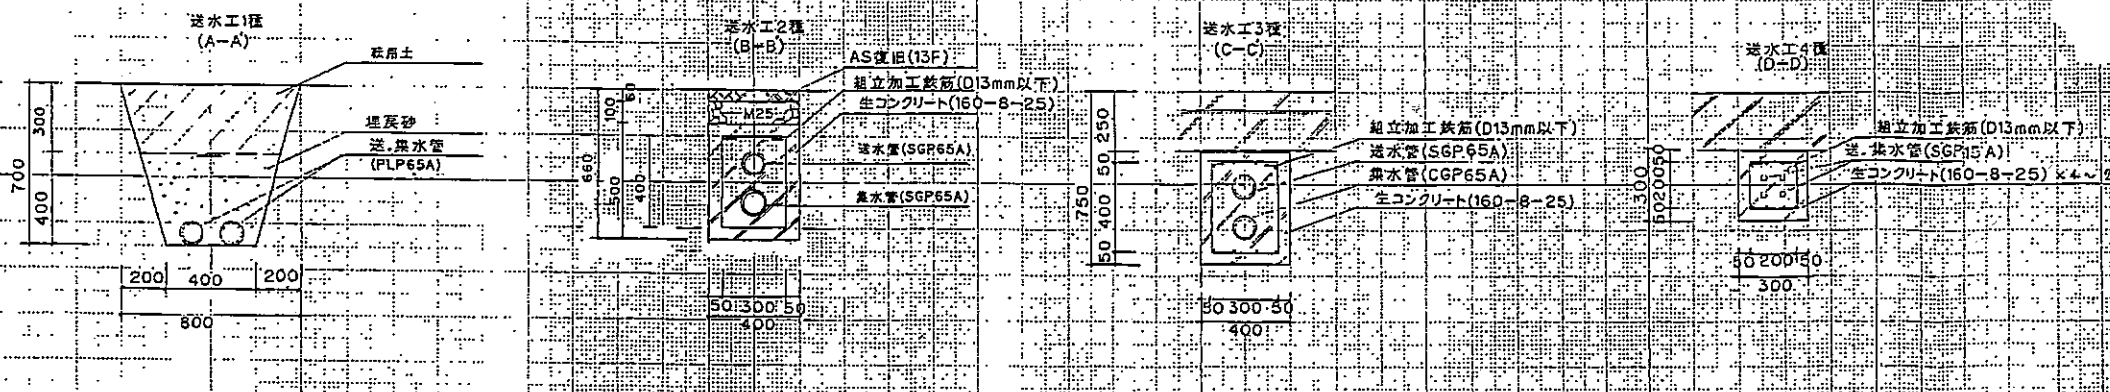 送水工1種
(A-A')
砿用土
埋戻砂
送.集水管
(PLP65A)
300
400
700
200 400 200
800
送水工2種
(B-B')
AS復旧(13F)
組立加工鉄筋(D13mm以下)
生コンクリート(160-8-25)
M25
送水管(SGP65A)
集水管(SGP65A)
60
100
660
500
400
50 300 50
400
送水工3種
(C-C')
組立加工鉄筋(D13mm以下)
送水管(SGP65A)
集水管(CGP65A)
生コンクリート(160-8-25)
250
50
400
50
750
50 300 50
400
送水工4種
(D-D)
組立加工鉄筋(D13mm以下)
送.集水管(SGP15A)
生コンクリート(160-8-25)
50
200
50
300
50 200 50
300